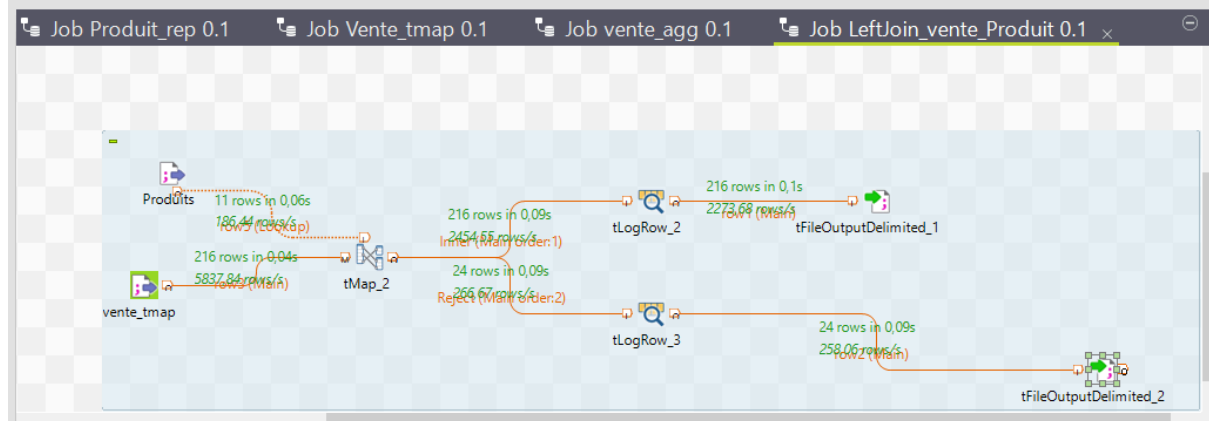 Job Produit_rep 0.1
Job Vente_tmap 0.1
Job vente_agg 0.1
Job LeftJoin_vente_Produit 0.1
Produits
11 rows in 0,06s
186,44 rows/s
row5 (Lookup)
216 rows in 0,04s
5837,84 rows/s
row3 (Main)
vente_tmap
tMap_2
216 rows in 0,09s
2454,55 rows/s
Inner (Main order:1)
24 rows in 0,09s
266,67 rows/s
Reject (Main order:2)
tLogRow_2
216 rows in 0,1s
2273,68 rows/s
row1 (Main)
tFileOutputDelimited_1
tLogRow_3
24 rows in 0,09s
258,06 rows/s
row2 (Main)
tFileOutputDelimited_2